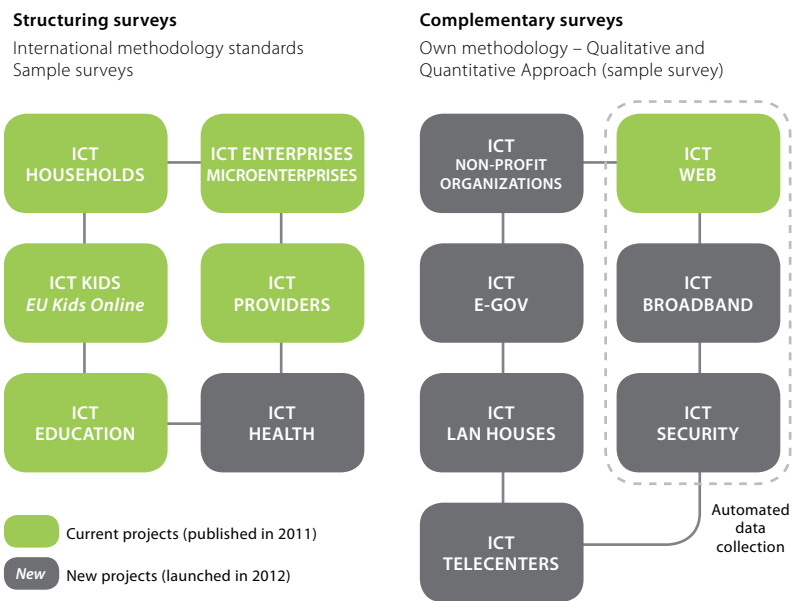 Structuring surveys
International methodology standards
Sample surveys
ICT
HOUSEHOLDS
ICT ENTERPRISES
MICROENTERPRISES
ICT KIDS
EU Kids Online
ICT
PROVIDERS
ICT
EDUCATION
ICT
HEALTH
Current projects (published in 2011)
New
New projects (launched in 2012)
Complementary surveys
Own methodology – Qualitative and
Quantitative Approach (sample survey)
ICT
NON-PROFIT
ORGANIZATIONS
ICT
WEB
ICT
E-GOV
ICT
BROADBAND
ICT
LAN HOUSES
ICT
SECURITY
ICT
TELECENTERS
Automated
data
collection